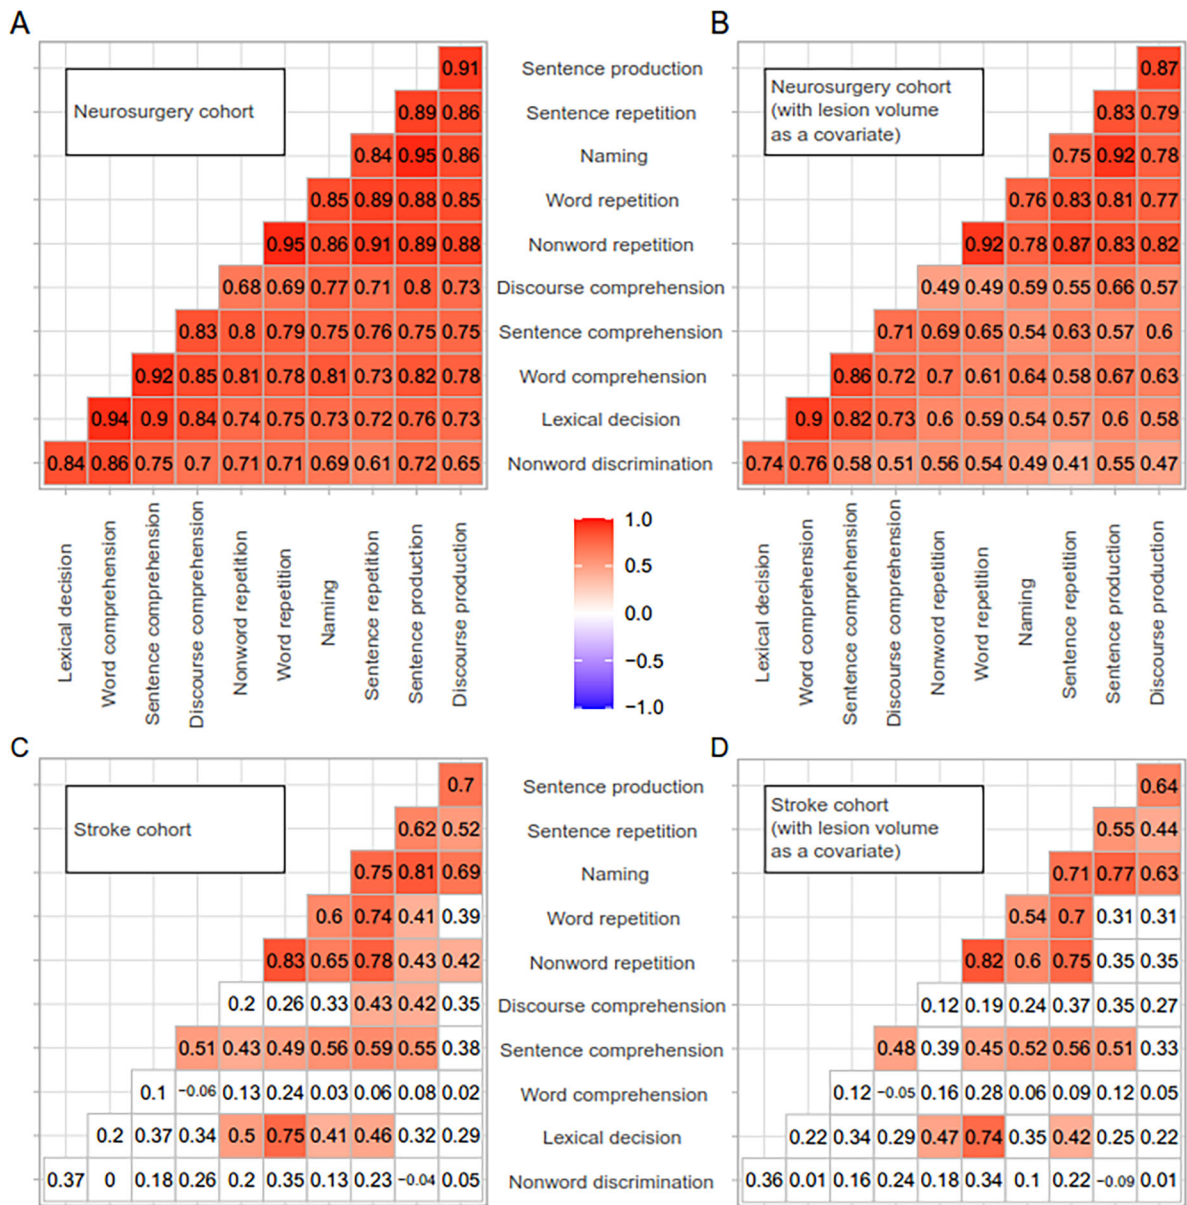 A
B
0.91
Sentence production
0.87
Neurosurgery cohort
0.89 0.86
Sentence repetition
Neurosurgery cohort
(with lesion volume
as a covariate)
0.83 0.79
0.84 0.95 0.86
Naming
0.75 0.92 0.78
0.85 0.89 0.88 0.85
Word repetition
0.76 0.83 0.81 0.77
0.95 0.86 0.91 0.89 0.88
Nonword repetition
0.92 0.78 0.87 0.83 0.82
0.68 0.69 0.77 0.71 0.8 0.73
Discourse comprehension
0.49 0.49 0.59 0.55 0.66 0.57
0.83 0.8 0.79 0.75 0.76 0.75 0.75
Sentence comprehension
0.71 0.69 0.65 0.54 0.63 0.57 0.6
0.92 0.85 0.81 0.78 0.81 0.73 0.82 0.78
Word comprehension
0.86 0.72 0.7 0.61 0.64 0.58 0.67 0.63
0.94 0.9 0.84 0.74 0.75 0.73 0.72 0.76 0.73
Lexical decision
0.9 0.82 0.73 0.6 0.59 0.54 0.57 0.6 0.58
0.84 0.86 0.75 0.7 0.71 0.71 0.69 0.61 0.72 0.65
Nonword discrimination
0.74 0.76 0.58 0.51 0.56 0.54 0.49 0.41 0.55 0.47
Lexical decision
Word comprehension
Sentence comprehension
Discourse comprehension
Nonword repetition
Word repetition
Naming
Sentence repetition
Sentence production
Discourse production
1.0
0.5
0.0
−0.5
−1.0
Lexical decision
Word comprehension
Sentence comprehension
Discourse comprehension
Nonword repetition
Word repetition
Naming
Sentence repetition
Sentence production
Discourse production
C
D
0.7
Sentence production
0.64
Stroke cohort
0.62 0.52
Sentence repetition
Stroke cohort
(with lesion volume
as a covariate)
0.55 0.44
0.75 0.81 0.69
Naming
0.71 0.77 0.63
0.6 0.74 0.41 0.39
Word repetition
0.54 0.7 0.31 0.31
0.83 0.65 0.78 0.43 0.42
Nonword repetition
0.82 0.6 0.75 0.35 0.35
0.2 0.26 0.33 0.43 0.42 0.35
Discourse comprehension
0.12 0.19 0.24 0.37 0.35 0.27
0.51 0.43 0.49 0.56 0.59 0.55 0.38
Sentence comprehension
0.48 0.39 0.45 0.52 0.56 0.51 0.33
0.1 −0.06 0.13 0.24 0.03 0.06 0.08 0.02
Word comprehension
0.12 −0.05 0.16 0.28 0.06 0.09 0.12 0.05
0.2 0.37 0.34 0.5 0.75 0.41 0.46 0.32 0.29
Lexical decision
0.22 0.34 0.29 0.47 0.74 0.35 0.42 0.25 0.22
0.37 0 0.18 0.26 0.2 0.35 0.13 0.23 −0.04 0.05
Nonword discrimination
0.36 0.01 0.16 0.24 0.18 0.34 0.1 0.22 −0.09 0.01